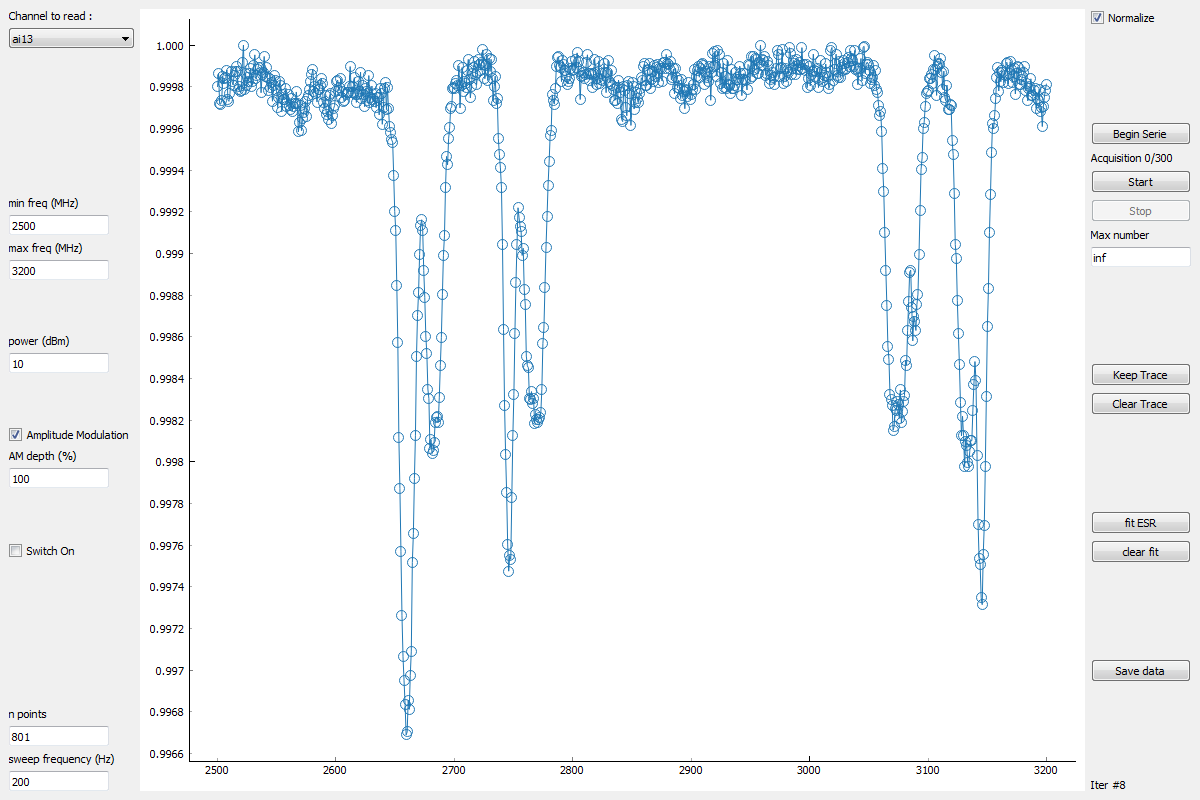 Channel to read :
ai13
min freq (MHz)
2500
max freq (MHz)
3200
power (dBm)
10
Amplitude Modulation
AM depth (%)
100
Switch On
n points
801
sweep frequency (Hz)
200
1.000
0.9998
0.9996
0.9994
0.9992
0.999
0.9988
0.9986
0.9984
0.9982
0.998
0.9978
0.9976
0.9974
0.9972
0.997
0.9968
0.9966
2500 2600 2700 2800 2900 3000 3100 3200
Normalize
Begin Serie
Acquisition 0/300
Start
Stop
Max number
inf
Keep Trace
Clear Trace
fit ESR
clear fit
Save data
Iter #8